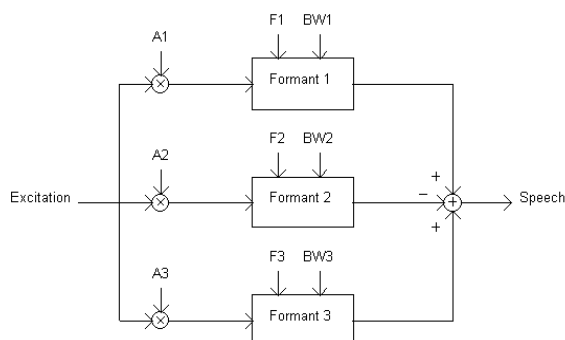 F1 BW1
A1
Formant 1
F2 BW2
A2
+
Excitation
Formant 2
−
+
Speech
+
F3 BW3
A3
Formant 3